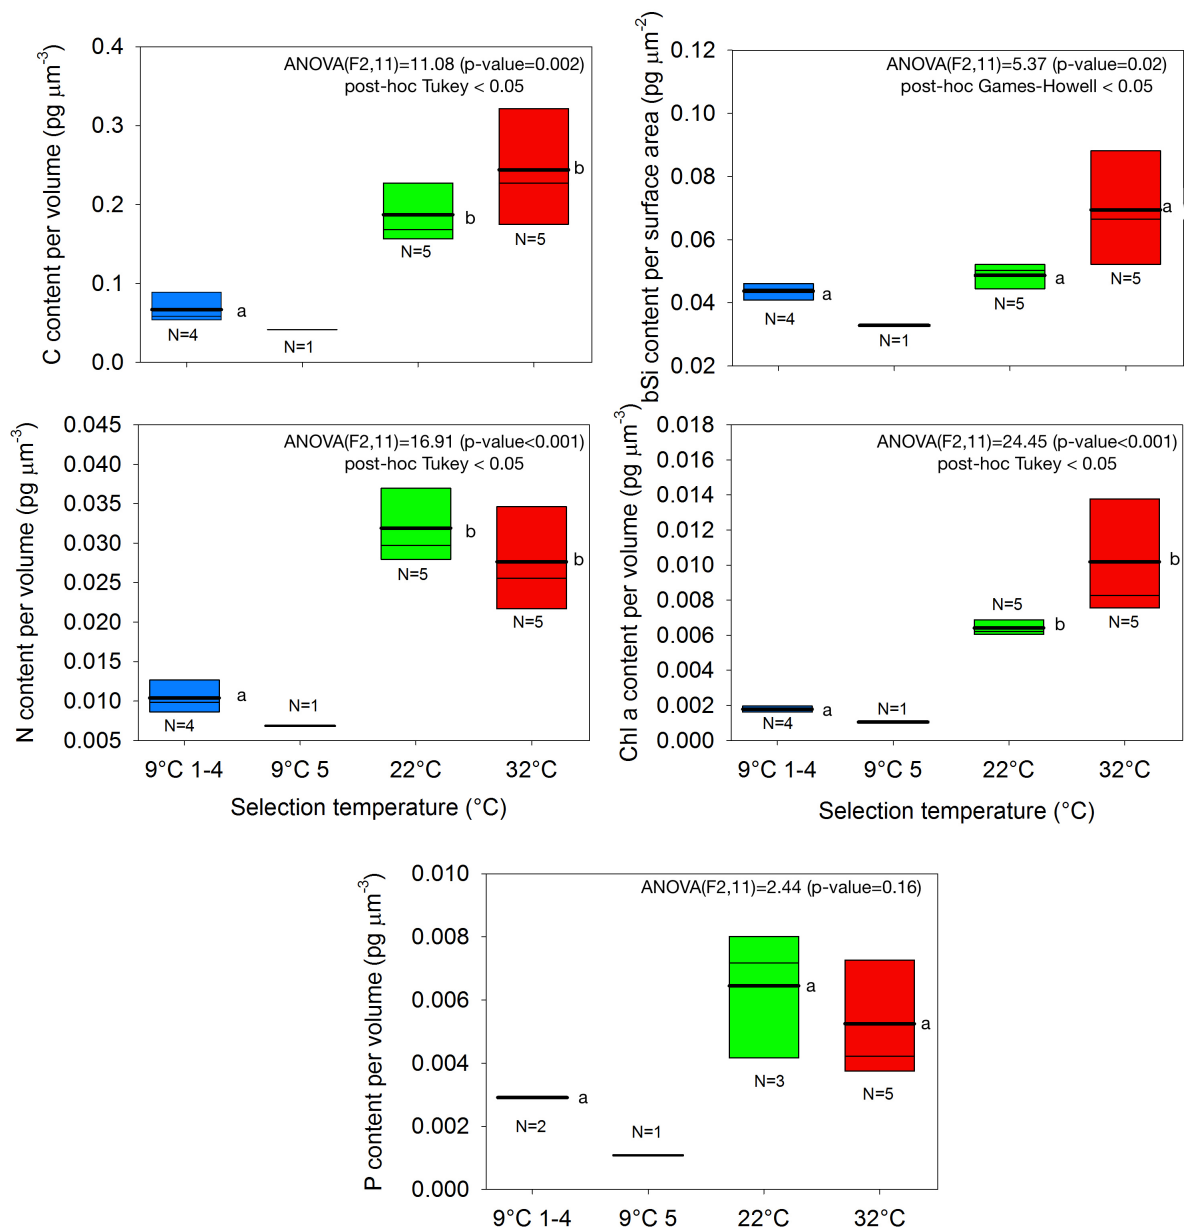 C content per volume (pg μm-3)
0.4
0.3
0.2
0.1
0.0
ANOVA(F2,11)=11.08 (p-value=0.002)
post-hoc Tukey < 0.05
N=4
a
N=1
N=5
b
N=5
b
bSi content per surface area (pg μm-2)
0.12
0.10
0.08
0.06
0.04
0.02
ANOVA(F2,11)=5.37 (p-value=0.02)
post-hoc Games-Howell < 0.05
N=4
a
N=1
N=5
a
N=5
a
N content per volume (pg μm-3)
0.045
0.040
0.035
0.030
0.025
0.020
0.015
0.010
0.005
ANOVA(F2,11)=16.91 (p-value<0.001)
post-hoc Tukey < 0.05
N=4
a
N=1
N=5
b
N=5
b
9°C 1-4
9°C 5
22°C
32°C
Selection temperature (°C)
Chl a content per volume (pg μm-3)
0.018
0.016
0.014
0.012
0.010
0.008
0.006
0.004
0.002
0.000
ANOVA(F2,11)=24.45 (p-value<0.001)
post-hoc Tukey < 0.05
N=4
a
N=1
N=5
b
N=5
b
9°C 1-4
9°C 5
22°C
32°C
Selection temperature (°C)
P content per volume (pg μm-3)
0.010
0.008
0.006
0.004
0.002
0.000
ANOVA(F2,11)=2.44 (p-value=0.16)
N=2
a
N=1
N=3
a
N=5
a
9°C 1-4
9°C 5
22°C
32°C